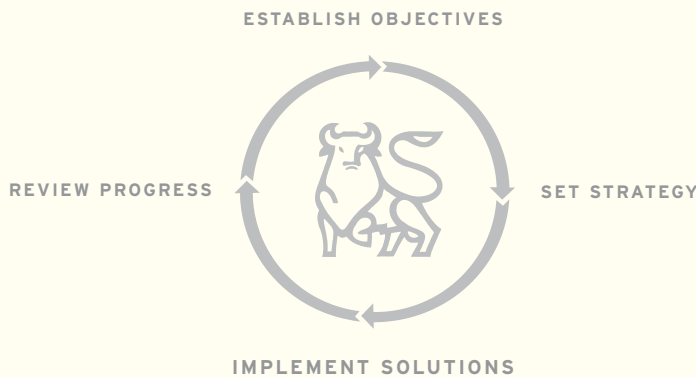 ESTABLISH OBJECTIVES
REVIEW PROGRESS
SET STRATEGY
IMPLEMENT SOLUTIONS